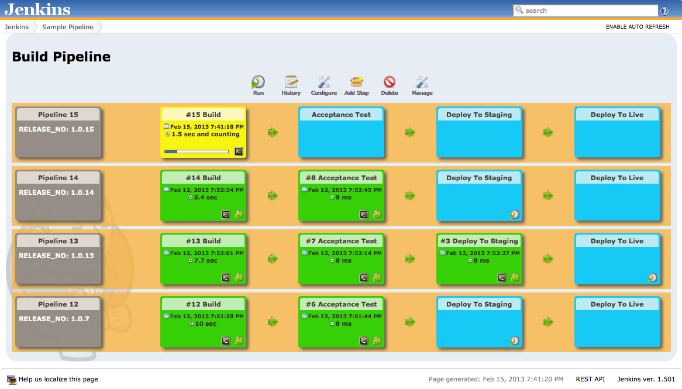 Jenkins
search
Jenkins Sample Pipeline ENABLE AUTO REFRESH
Build Pipeline
Run History Configure Add Step Delete Manage
Pipeline 15 #15 Build Acceptance Test Deploy To Staging Deploy To Live
RELEASE_NO: 1.0.15 Feb 15, 2013 7:41:18 PM
1.5 sec and counting
Pipeline 14 #14 Build #8 Acceptance Test Deploy To Staging Deploy To Live
RELEASE_NO: 1.0.14 Feb 12, 2013 7:52:34 PM Feb 12, 2013 7:52:45 PM
5.4 sec 9 ms
Pipeline 13 #13 Build #7 Acceptance Test #3 Deploy To Staging Deploy To Live
RELEASE_NO: 1.0.13 Feb 12, 2013 7:52:01 PM Feb 12, 2013 7:52:14 PM Feb 12, 2013 7:52:27 PM
7.7 sec 8 ms 8 ms
Pipeline 12 #12 Build #6 Acceptance Test Deploy To Staging Deploy To Live
RELEASE_NO: 1.0.7 Feb 12, 2013 7:51:28 PM Feb 12, 2013 7:51:44 PM
10 sec 8 ms
Help us localize this page Page generated: Feb 15, 2013 7:41:20 PM REST API Jenkins ver. 1.501